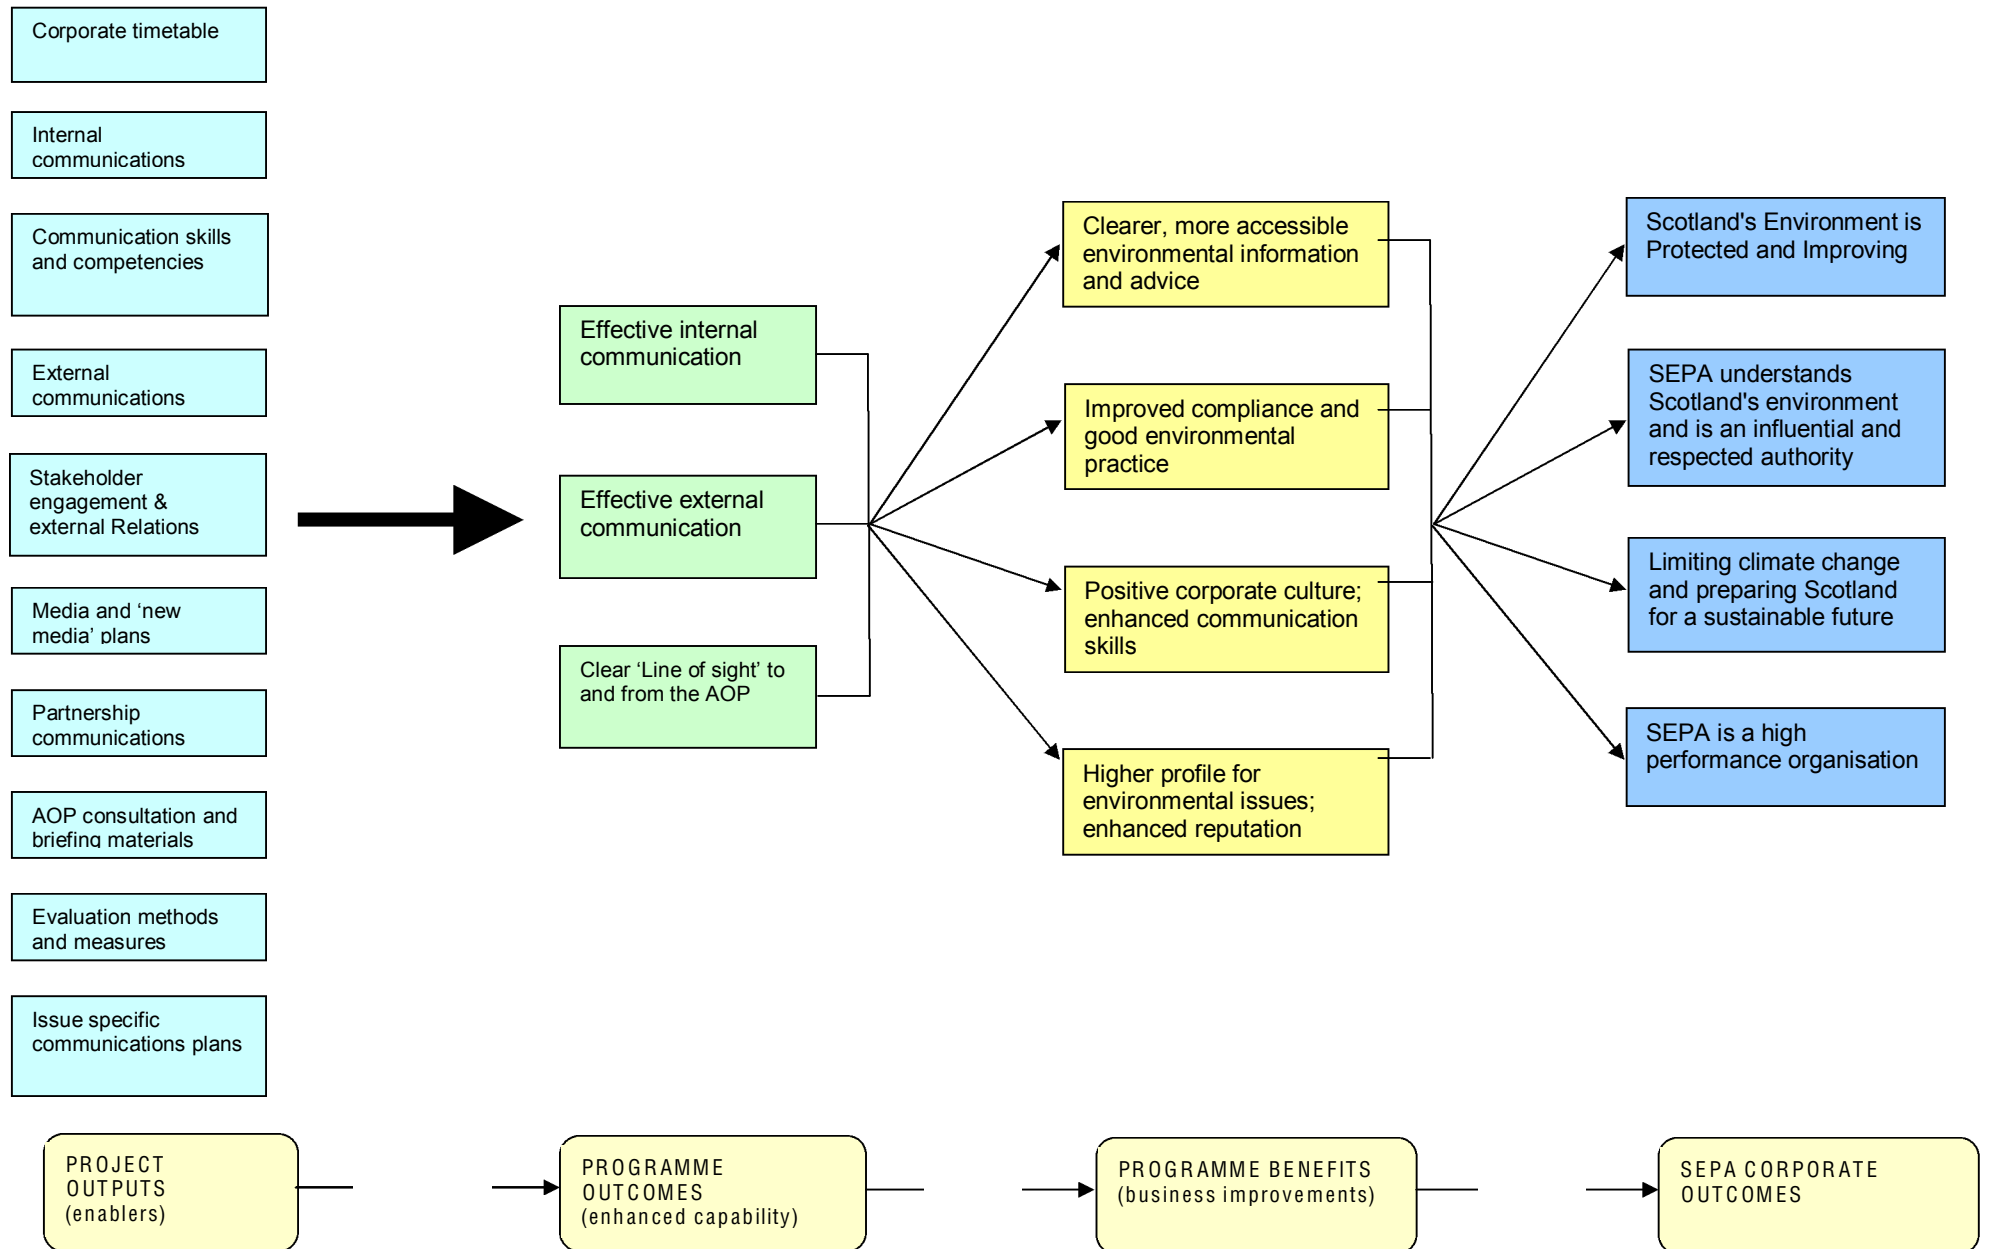 Corporate timetable
Internal
communications
Communication skills
and competencies
External
communications
Stakeholder
engagement &
external Relations
Media and ‘new
media’ plans
Partnership
communications
AOP consultation and
briefing materials
Evaluation methods
and measures
Issue specific
communications plans
Effective internal
communication
Effective external
communication
Clear ‘Line of sight’ to
and from the AOP
Clearer, more accessible
environmental information
and advice
Improved compliance and
good environmental
practice
Positive corporate culture;
enhanced communication
skills
Higher profile for
environmental issues;
enhanced reputation
Scotland's Environment is
Protected and Improving
SEPA understands
Scotland's environment
and is an influential and
respected authority
Limiting climate change
and preparing Scotland
for a sustainable future
SEPA is a high
performance organisation
PROJECT
OUTPUTS
(enablers)
PROGRAMME
OUTCOMES
(enhanced capability)
PROGRAMME BENEFITS
(business improvements)
SEPA CORPORATE
OUTCOMES